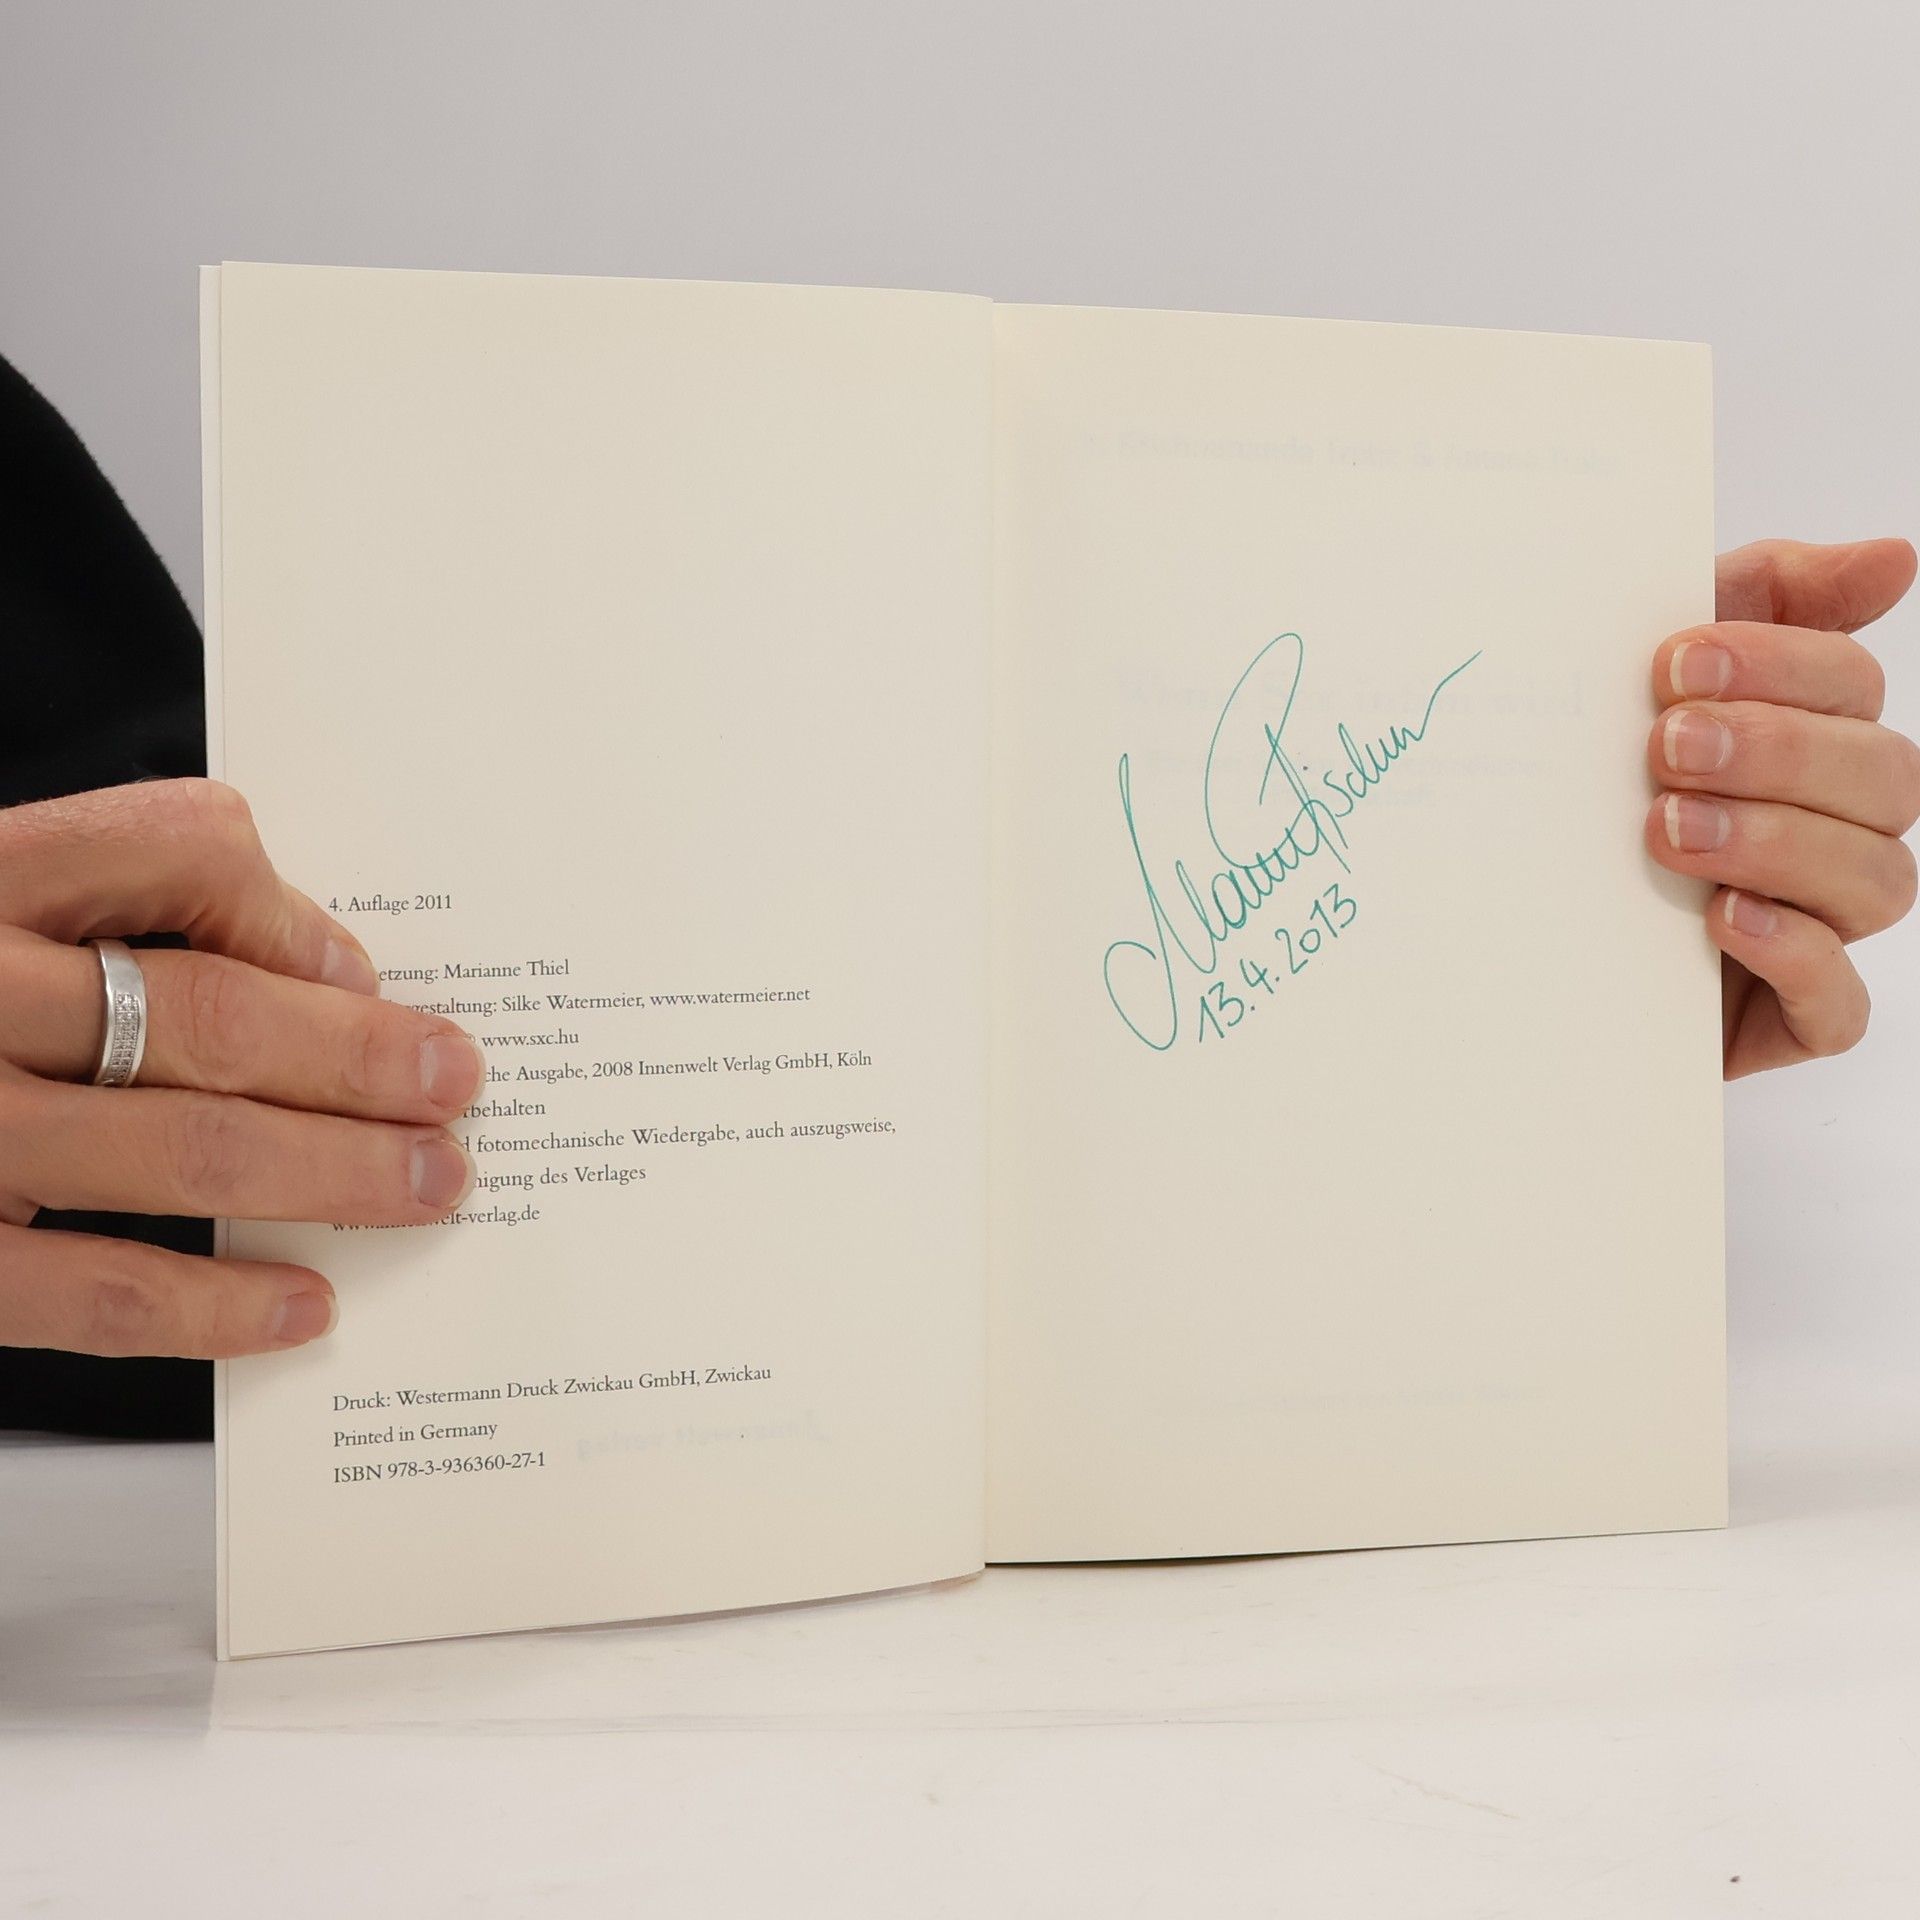 4. Auflage 2011
etzung: Marianne Thiel
gestaltung: Silke Watermeier, www.watermeier.net
www.sxc.hu
che Ausgabe, 2008 Innenwelt Verlag GmbH, Köln
rbehalten
d fotomechanische Wiedergabe, auch auszugsweise,
nigung des Verlages
elt-verlag.de
Druck: Westermann Druck Zwickau GmbH, Zwickau
Printed in Germany
ISBN 978-3-936360-27-1
13.4.2013